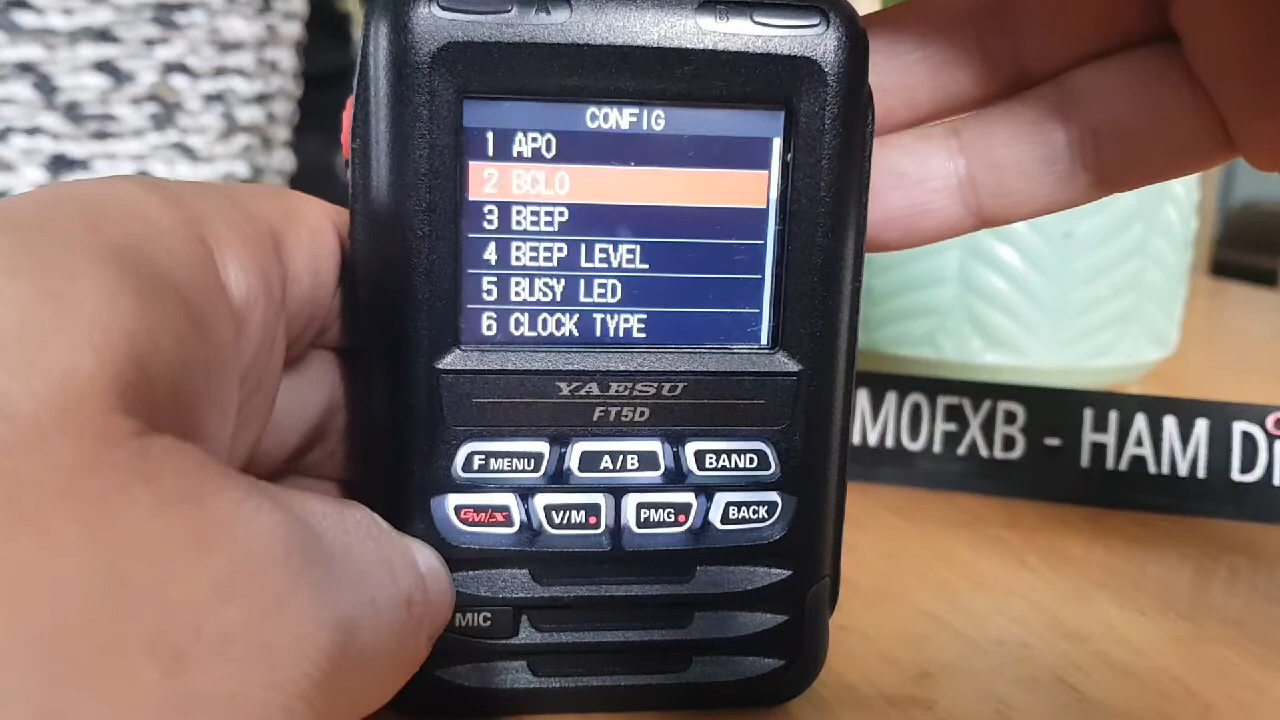 A B
CONFIG
1 APO
2 BCLO
3 BEEP
4 BEEP LEVEL
5 BUSY LED
6 CLOCK TYPE
YAESU
FT5D
F MENU A/B BAND
GM/X V/M PMG BACK
MIC
M0FXB - HAM